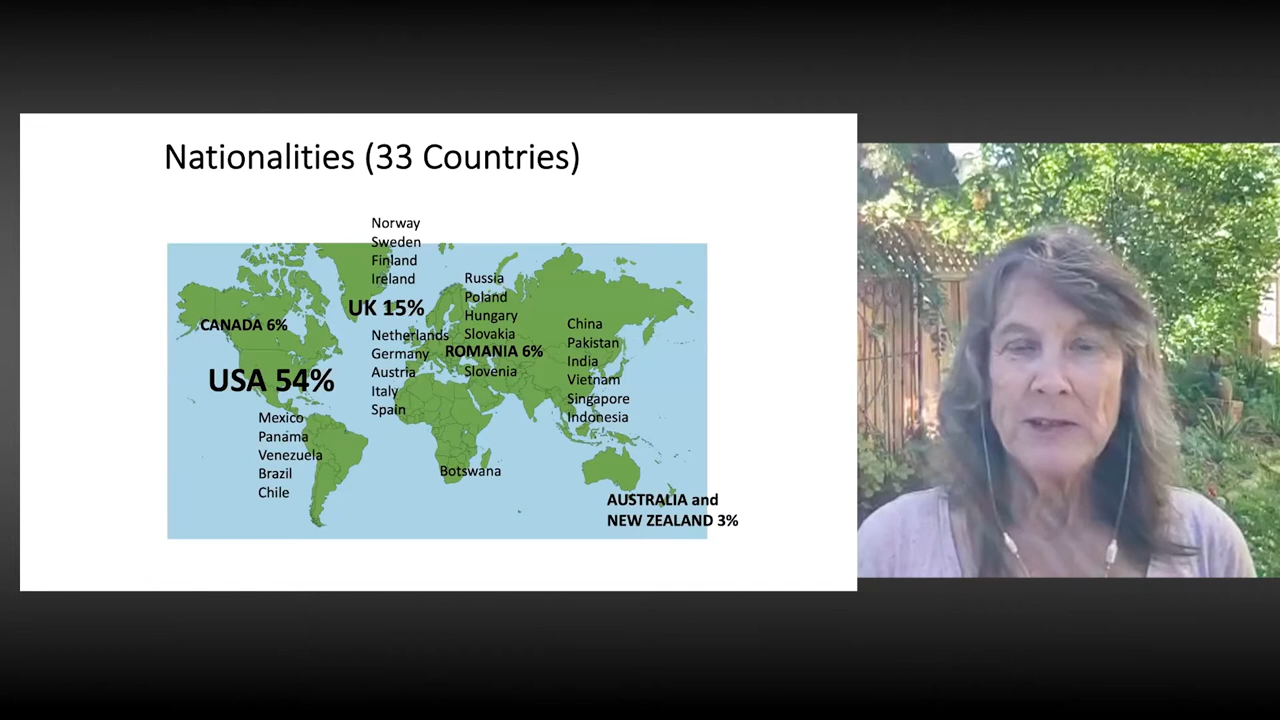 Nationalities (33 Countries)
Norway
Sweden
Finland
Ireland
UK 15%
Netherlands
Germany
Austria
Italy
Spain
Russia
Poland
Hungary
Slovakia
ROMANIA 6%
Slovenia
China
Pakistan
India
Vietnam
Singapore
Indonesia
CANADA 6%
USA 54%
Mexico
Panama
Venezuela
Brazil
Chile
Botswana
AUSTRALIA and
NEW ZEALAND 3%